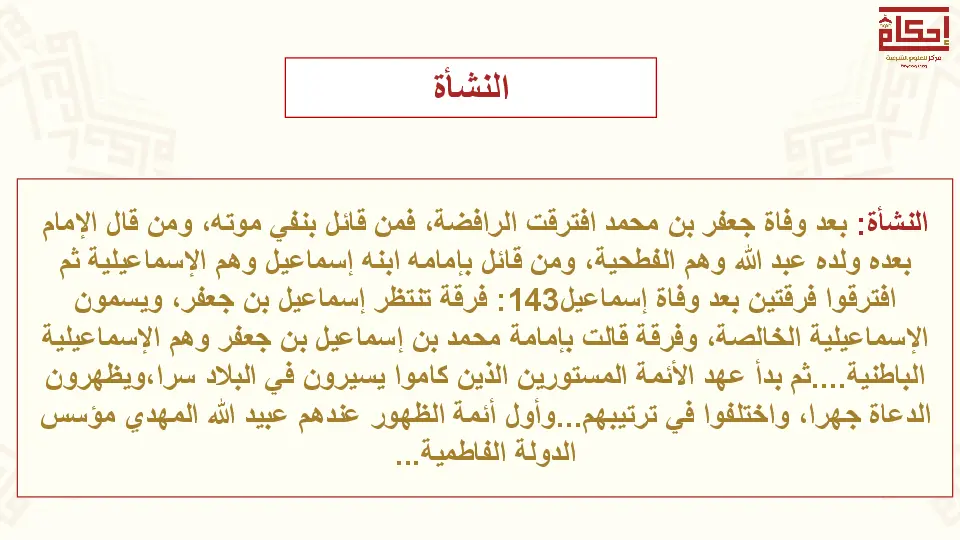 إحكام
مركز للعلوم الشرعية
النشأة
النشأة: بعد وفاة جعفر بن محمد افترقت الرافضة، فمن قائل بنفي موته، ومن قال الإمام
بعده ولده عبد الله وهم الفطحية، ومن قائل بإمامه ابنه إسماعيل وهم الإسماعيلية ثم
افترقوا فرقتين بعد وفاة إسماعيل143: فرقة تنتظر إسماعيل بن جعفر، ويسمون
الإسماعيلية الخالصة، وفرقة قالت بإمامة محمد بن إسماعيل بن جعفر وهم الإسماعيلية
الباطنية....ثم بدأ عهد الأئمة المستورين الذين كاموا يسيرون في البلاد سرا،ويظهرون
الدعاة جهرا، واختلفوا في ترتيبهم...وأول أئمة الظهور عندهم عبيد الله المهدي مؤسس
الدولة الفاطمية...